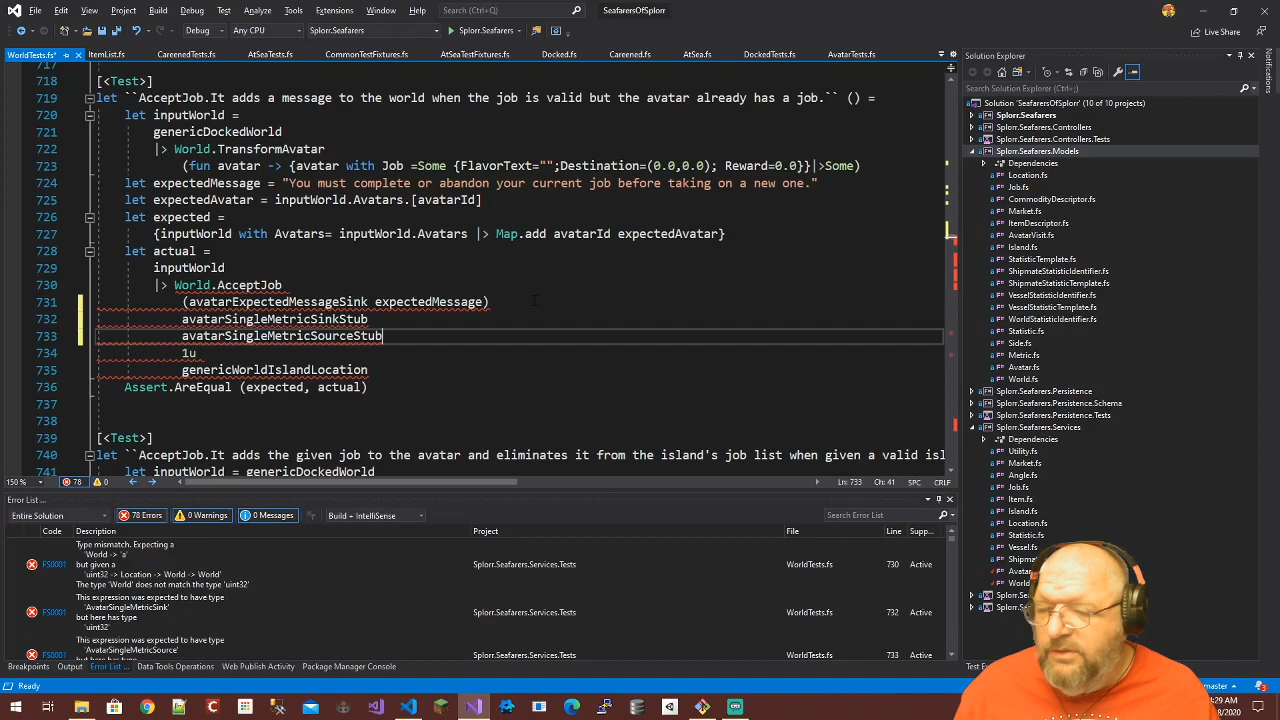 File Edit View Project Build Debug Test Analyze Tools Extensions Window Help Search (Ctrl+Q) SeafarersOfSplorr
Debug Any CPU Splorr.Seafarers Splorr.Seafarers Live Share
WorldTests.fs* ItemList.fs CareenedTests.fs AtSeaTests.fs CommonTestFixtures.fs AtSeaTestFixtures.fs Docked.fs Careened.fs AtSea.fs DockedTests.fs AvatarTests.fs
717
718 [<Test>]
719 let ``AcceptJob.It adds a message to the world when the job is valid but the avatar already has a job.`` () =
720 let inputWorld =
721 genericDockedWorld
722 |> World.TransformAvatar
723 (fun avatar -> {avatar with Job =Some {FlavorText="";Destination=(0.0,0.0); Reward=0.0}}|>Some)
724 let expectedMessage = "You must complete or abandon your current job before taking on a new one."
725 let expectedAvatar = inputWorld.Avatars.[avatarId]
726 let expected =
727 {inputWorld with Avatars= inputWorld.Avatars |> Map.add avatarId expectedAvatar}
728 let actual =
729 inputWorld
730 |> World.AcceptJob
731 (avatarExpectedMessageSink expectedMessage)
732 avatarSingleMetricSinkStub
733 avatarSingleMetricSourceStub
734 1u
735 genericWorldIslandLocation
736 Assert.AreEqual (expected, actual)
737
738
739 [<Test>]
740 let ``AcceptJob.It adds the given job to the avatar and eliminates it from the island's job list when given a valid isl
741 let inputWorld = genericDockedWorld
150 % 78 0 Ln: 733 Ch: 41 SPC CRLF
Error List ...
Entire Solution 78 Errors 0 Warnings 0 Messages Build + IntelliSense Search Error List
Code Description Project File Line Supp...
Type mismatch. Expecting a
'World -> 'a'
FS0001 but given a Splorr.Seafarers.Services.Tests WorldTests.fs 730 Active
'uint32 -> Location -> World -> World'
The type 'World' does not match the type 'uint32'
This expression was expected to have type
'AvatarSingleMetricSink'
FS0001 but here has type Splorr.Seafarers.Services.Tests WorldTests.fs 732 Active
'uint32'
This expression was expected to have type
'AvatarSingleMetricSource'
FS0001 but here has type Splorr.Seafarers.Services.Tests WorldTests.fs 733 Active
Breakpoints Output Error List ... Data Tools Operations Web Publish Activity Package Manager Console
Ready
Solution Explorer
Search Solution Explorer (Ctrl+;)
Solution 'SeafarersOfSplorr' (10 of 10 projects)
Splorr.Seafarers
Splorr.Seafarers.Controllers
Splorr.Seafarers.Controllers.Tests
Splorr.Seafarers.Models
Dependencies
Location.fs
Job.fs
CommodityDescriptor.fs
Market.fs
ItemDescriptor.fs
AvatarVisit.fs
Island.fs
StatisticTemplate.fs
ShipmateStatisticIdentifier.fs
VesselStatisticIdentifier.fs
WorldStatisticIdentifier.fs
Statistic.fs
Side.fs
Metric.fs
Avatar.fs
World.fs
Splorr.Seafarers.Persistence
Splorr.Seafarers.Persistence.Schema
Splorr.Seafarers.Persistence.Tests
Splorr.Seafarers.Services
Dependencies
Utility.fs
Market.fs
Angle.fs
Job.fs
Item.fs
Island.fs
Location.fs
Statistic.fs
Vessel.fs
Shipm
Avatar
World
Splorr.Sea
Splorr.Sea
Notifications
master